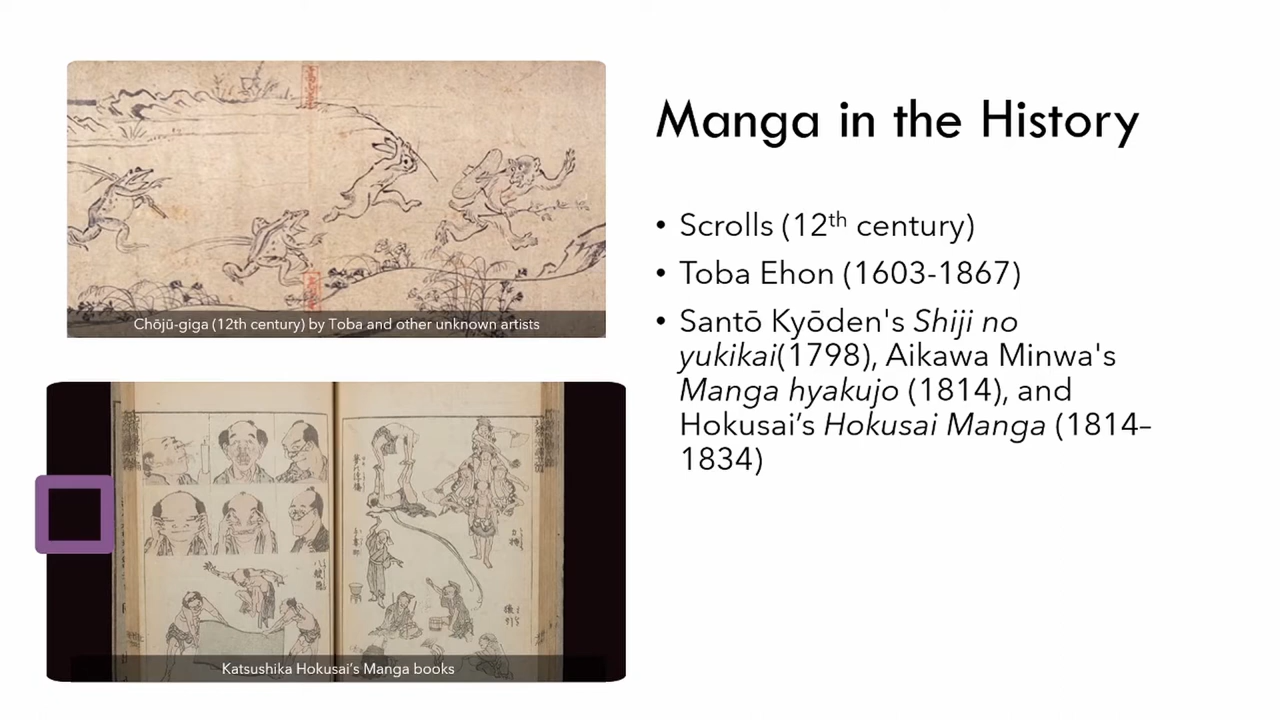 Manga in the History
• Scrolls (12th century)
• Toba Ehon (1603-1867)
• Santō Kyōden's Shiji no
yukikai(1798), Aikawa Minwa's
Manga hyakujo (1814), and
Hokusai’s Hokusai Manga (1814–
1834)
Chōjū-giga (12th century) by Toba and other unknown artists
Katsushika Hokusai’s Manga books